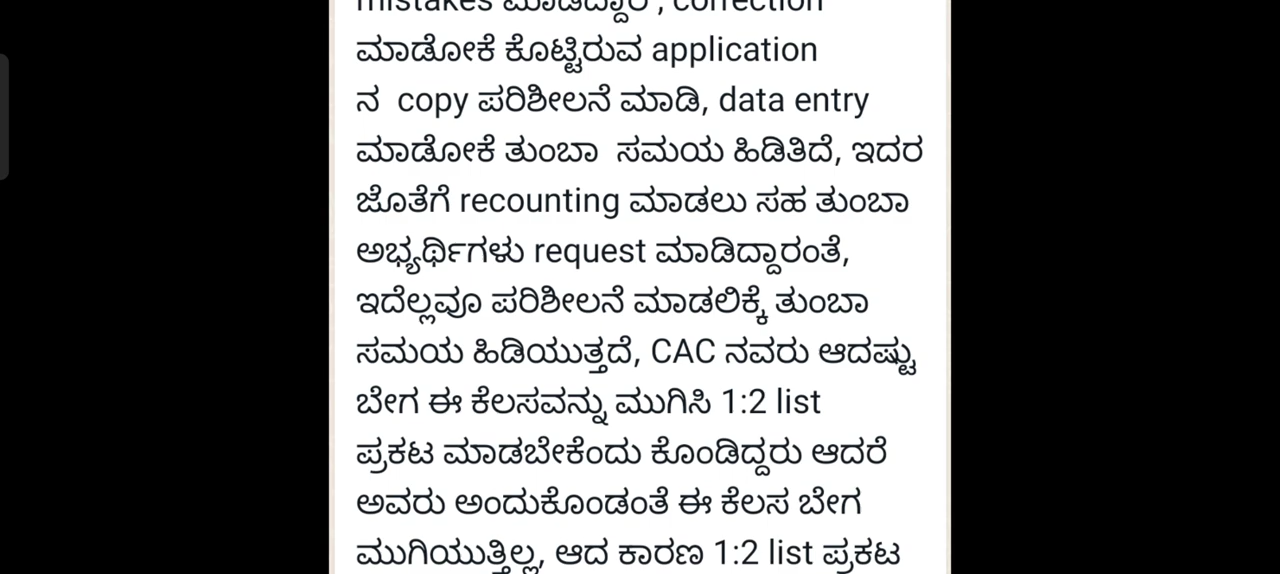 mistakes ಮಾಡಿದ್ದಾರೆ , correction
ಮಾಡೋಕೆ ಕೊಟ್ಟಿರುವ application
ನ copy ಪರಿಶೀಲನೆ ಮಾಡಿ, data entry
ಮಾಡೋಕೆ ತುಂಬಾ ಸಮಯ ಹಿಡಿತಿದೆ, ಇದರ
ಜೊತೆಗೆ recounting ಮಾಡಲು ಸಹ ತುಂಬಾ
ಅಭ್ಯರ್ಥಿಗಳು request ಮಾಡಿದ್ದಾರಂತೆ,
ಇದೆಲ್ಲವೂ ಪರಿಶೀಲನೆ ಮಾಡಲಿಕ್ಕೆ ತುಂಬಾ
ಸಮಯ ಹಿಡಿಯುತ್ತದೆ, CAC ನವರು ಆದಷ್ಟು
ಬೇಗ ಈ ಕೆಲಸವನ್ನು ಮುಗಿಸಿ 1:2 list
ಪ್ರಕಟ ಮಾಡಬೇಕೆಂದು ಕೊಂಡಿದ್ದರು ಆದರೆ
ಅವರು ಅಂದುಕೊಂಡಂತೆ ಈ ಕೆಲಸ ಬೇಗ
ಮುಗಿಯುತ್ತಿಲ್ಲ, ಆದ ಕಾರಣ 1:2 list ಪ್ರಕಟ